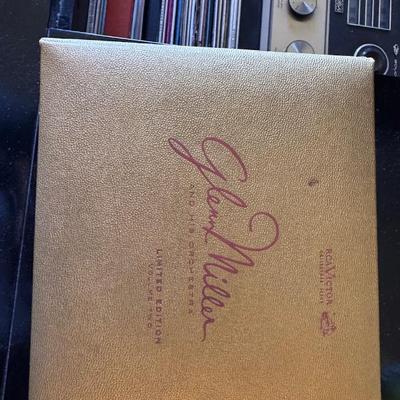 RCA VICTOR
Glenn Miller
AND HIS ORCHESTRA
LIMITED EDITION
VOLUME TWO